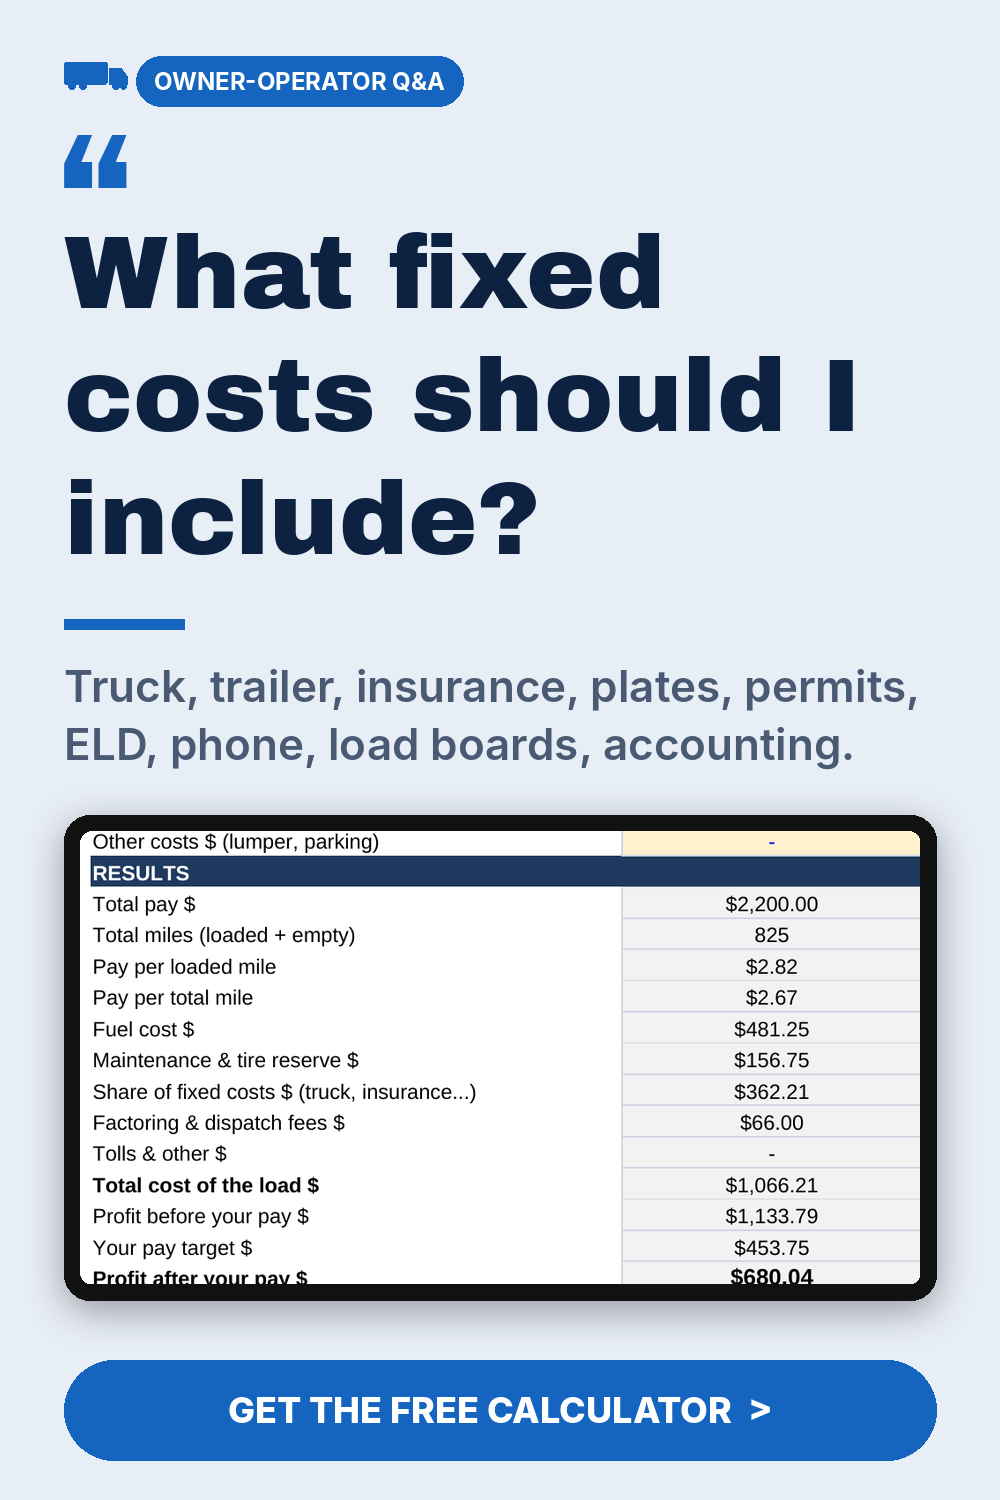 OWNER-OPERATOR Q&A
“
What fixed
costs should I
include?
Truck, trailer, insurance, plates, permits,
ELD, phone, load boards, accounting.
Other costs $ (lumper, parking) -
RESULTS
Total pay $ $2,200.00
Total miles (loaded + empty) 825
Pay per loaded mile $2.82
Pay per total mile $2.67
Fuel cost $ $481.25
Maintenance & tire reserve $ $156.75
Share of fixed costs $ (truck, insurance...) $362.21
Factoring & dispatch fees $ $66.00
Tolls & other $ -
Total cost of the load $ $1,066.21
Profit before your pay $ $1,133.79
Your pay target $ $453.75
Profit after your pay $ $680.04
GET THE FREE CALCULATOR >